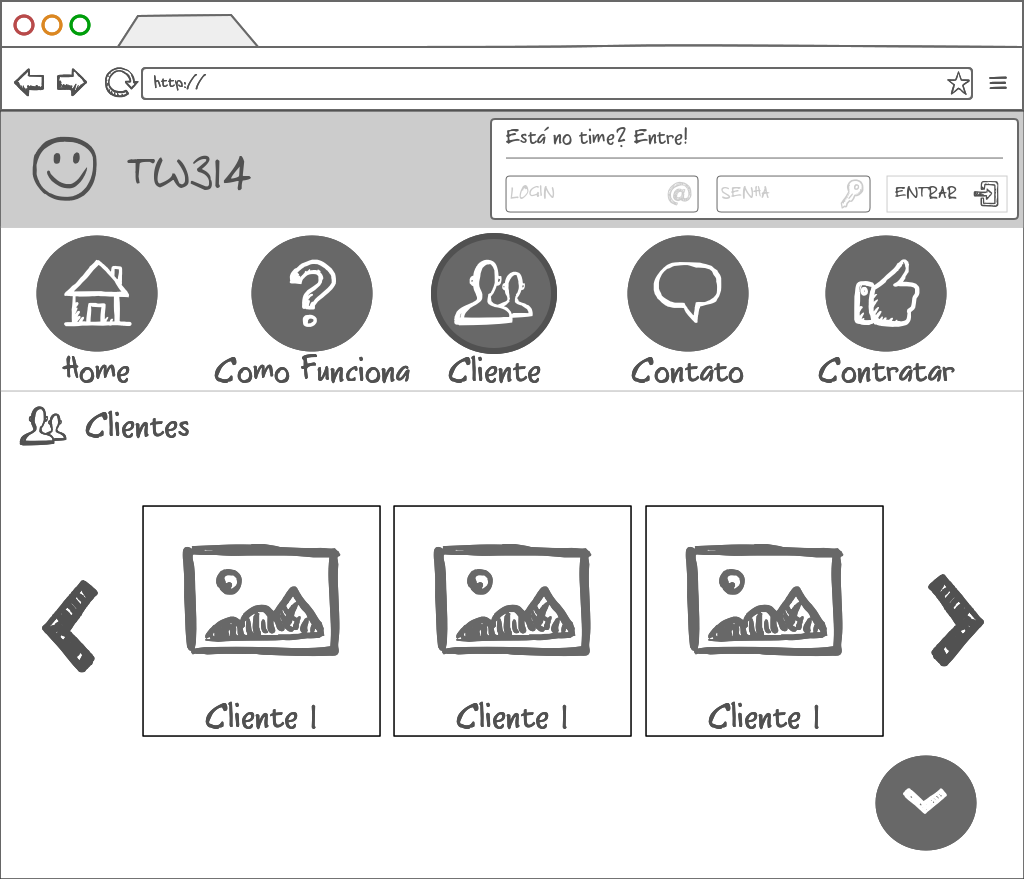 http://
TW314
Está no time? Entre!
LOGIN @ SENHA ENTRAR
Home Como Funciona Cliente Contato Contratar
Clientes
Cliente 1 Cliente 1 Cliente 1